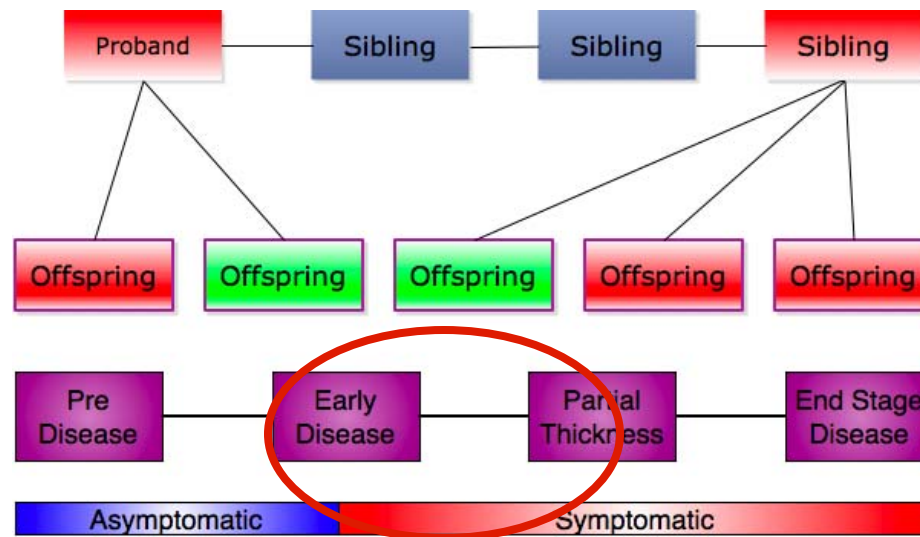 Proband Sibling Sibling Sibling
Offspring Offspring Offspring Offspring Offspring
Pre Early Partial End Stage
Disease Disease Thickness Disease
Asymptomatic Symptomatic